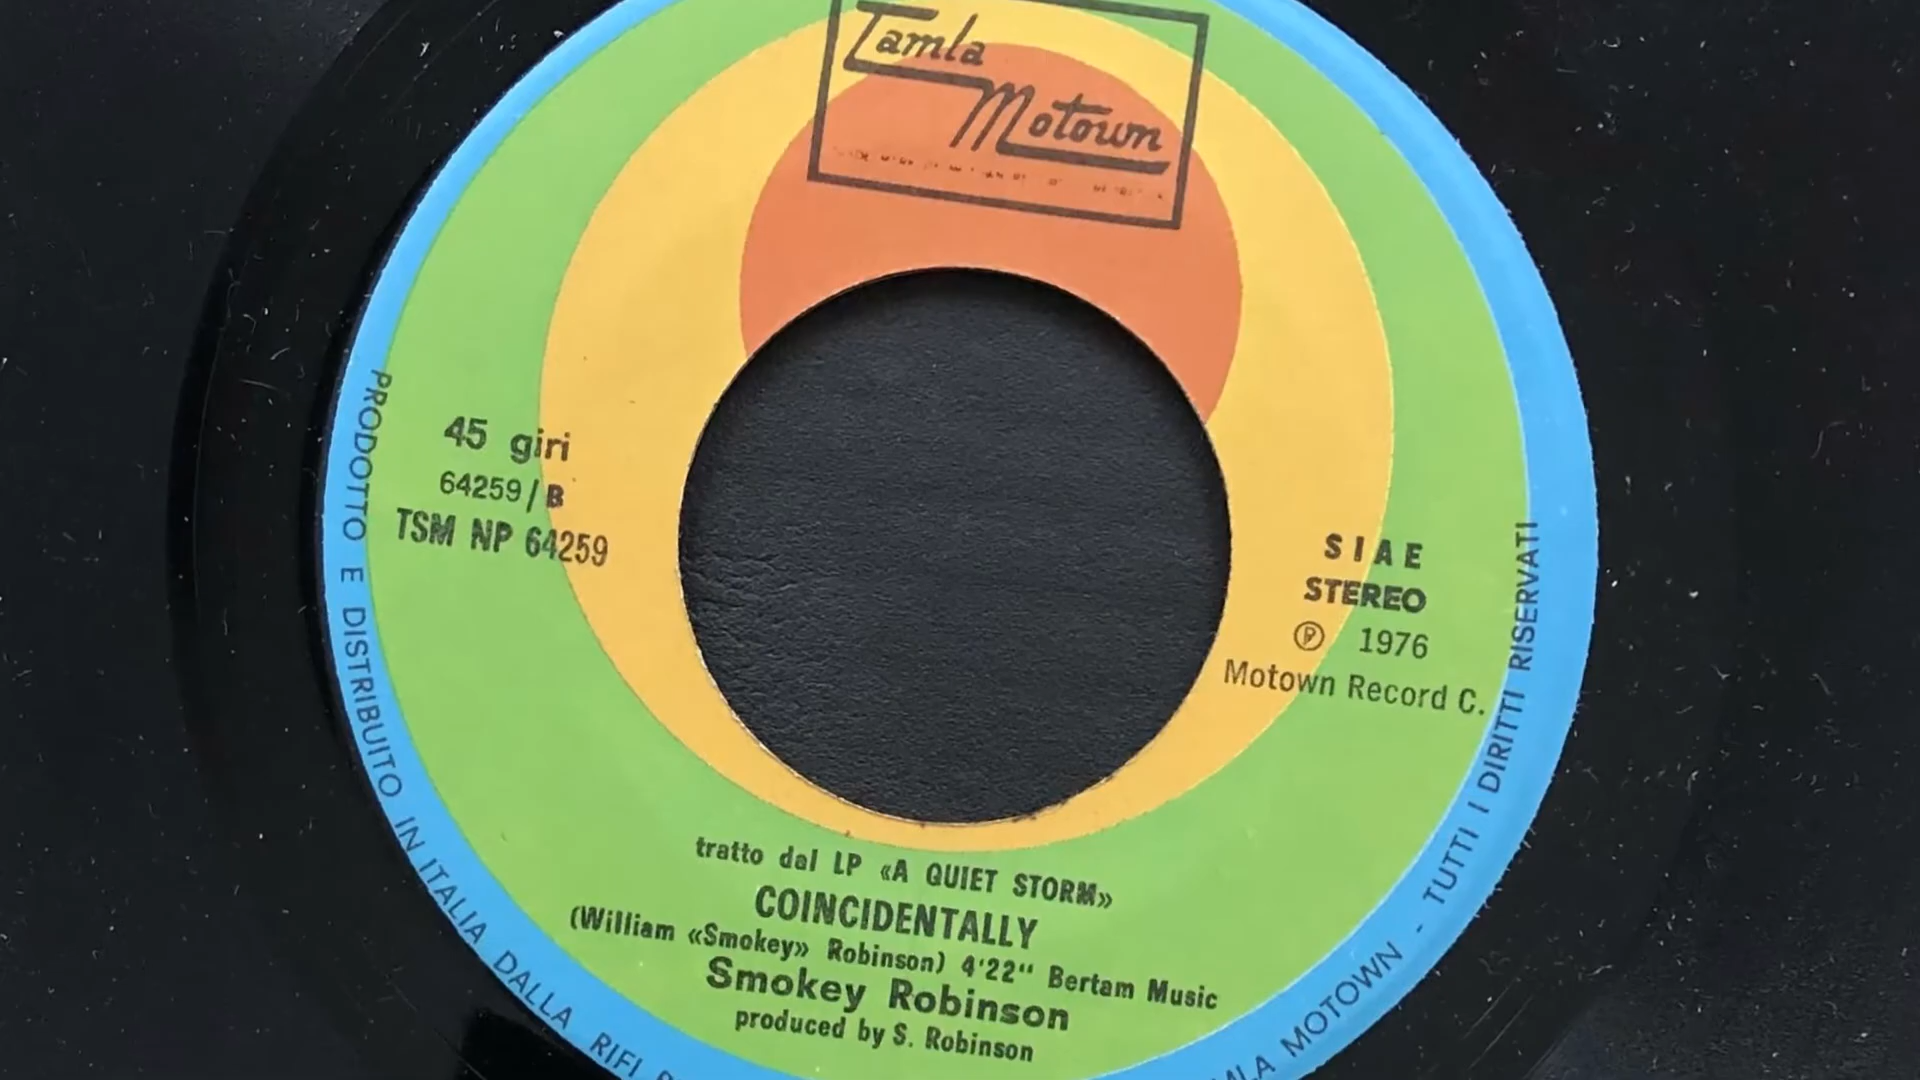 Tamla
Motown
45 giri
64259/B
TSM NP 64259
SIAE
STEREO
℗ 1976
Motown Record C.
tratto dal LP «A QUIET STORM»
COINCIDENTALLY
(William «Smokey» Robinson) 4'22" Bertam Music
Smokey Robinson
produced by S. Robinson
PRODOTTO E DISTRIBUITO IN ITALIA DALLA RIFI
MOTOWN - TUTTI I DIRITTI RISERVATI